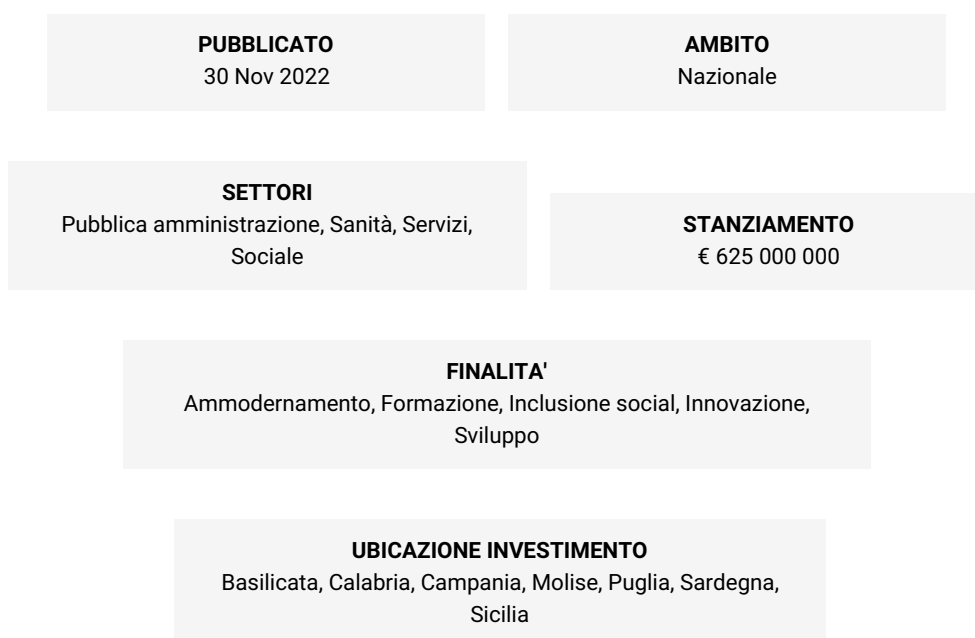 PUBBLICATO
30 Nov 2022
AMBITO
Nazionale
SETTORI
Pubblica amministrazione, Sanità, Servizi,
Sociale
STANZIAMENTO
€ 625 000 000
FINALITA'
Ammodernamento, Formazione, Inclusione social, Innovazione,
Sviluppo
UBICAZIONE INVESTIMENTO
Basilicata, Calabria, Campania, Molise, Puglia, Sardegna,
Sicilia